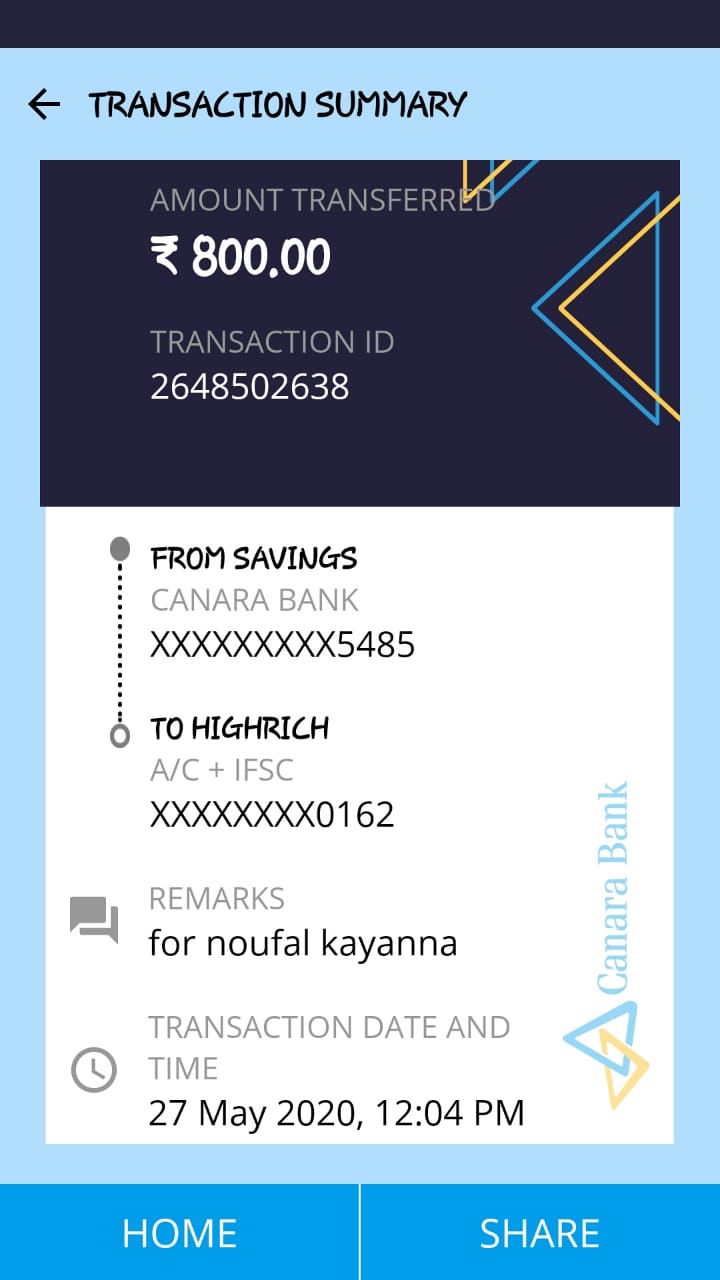 TRANSACTION SUMMARY
AMOUNT TRANSFERRED
₹ 800.00
TRANSACTION ID
2648502638
FROM SAVINGS
CANARA BANK
XXXXXXXXX5485
TO HIGHRICH
A/C + IFSC
XXXXXXXX0162
REMARKS
for noufal kayanna
TRANSACTION DATE AND
TIME
27 May 2020, 12:04 PM
Canara Bank
HOME
SHARE